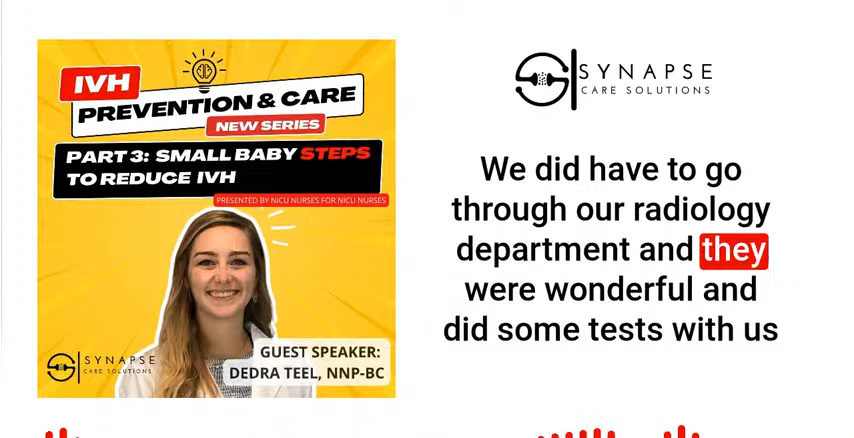 IVH
PREVENTION & CARE
NEW SERIES
PART 3: SMALL BABY STEPS
TO REDUCE IVH
PRESENTED BY NICU NURSES FOR NICU NURSES
GUEST SPEAKER:
DEDRA TEEL, NNP-BC
SYNAPSE
CARE SOLUTIONS
SYNAPSE
CARE SOLUTIONS
We did have to go
through our radiology
department and they
were wonderful and
did some tests with us